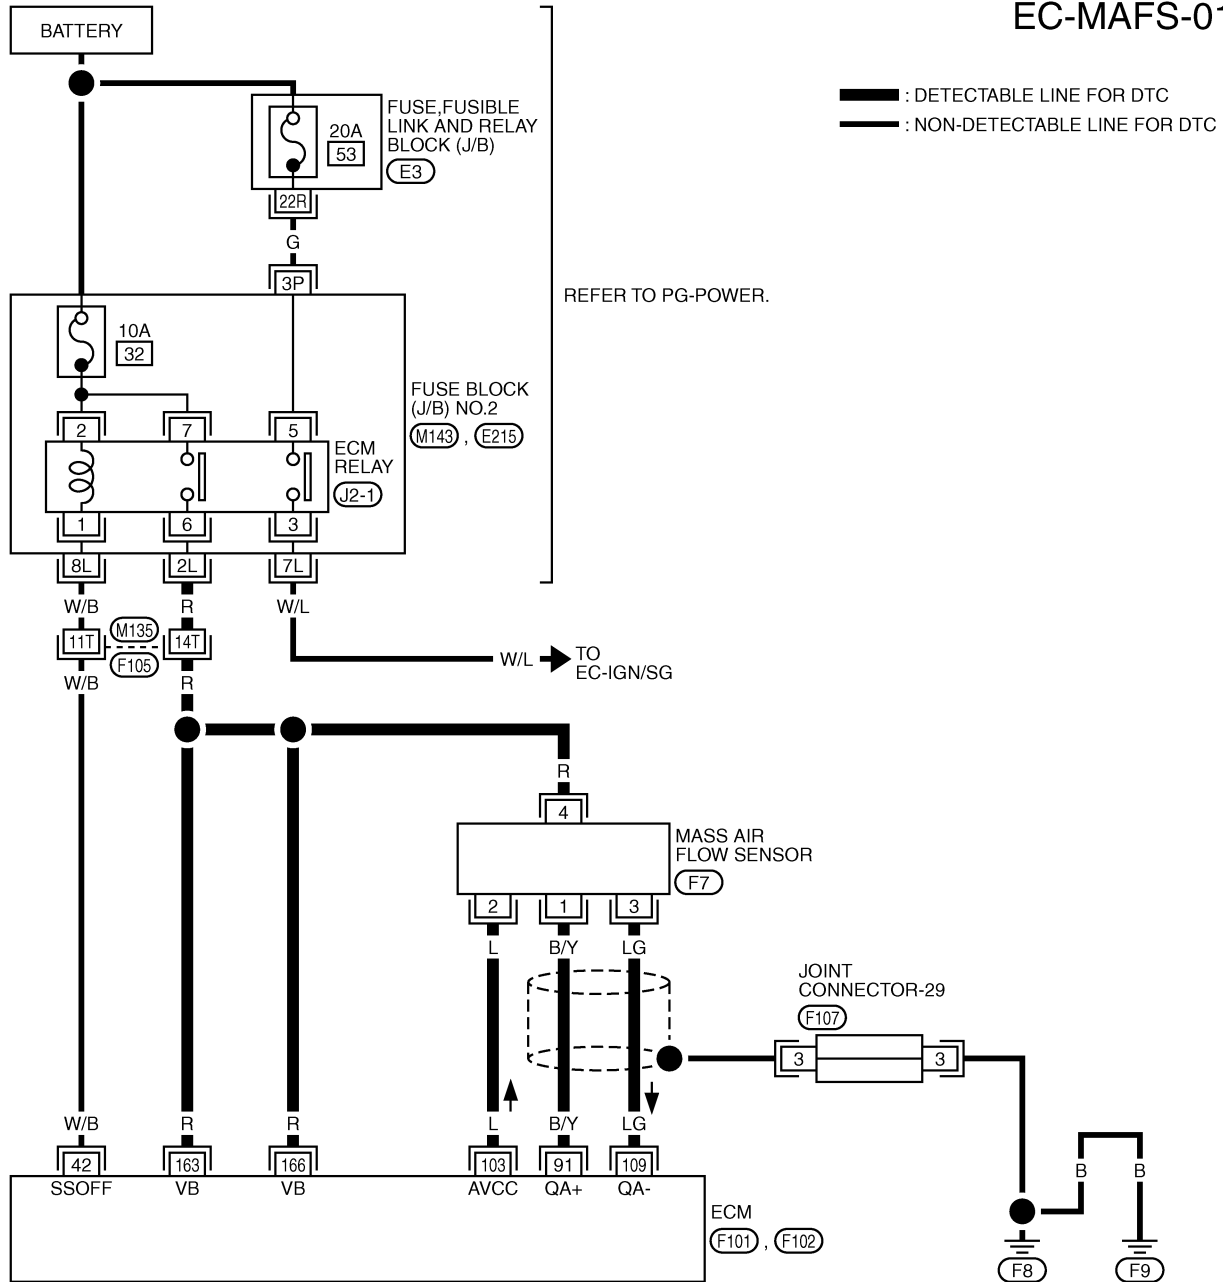 EC-MAFS-01
BATTERY
: DETECTABLE LINE FOR DTC
: NON-DETECTABLE LINE FOR DTC
FUSE,FUSIBLE
LINK AND RELAY
BLOCK (J/B)
E3
20A
53
22R
G
3P
REFER TO PG-POWER.
10A
32
FUSE BLOCK
(J/B) NO.2
M143 , E215
2 7 5
ECM
RELAY
J2-1
1 6 3
8L 2L 7L
W/B R W/L
11T M135 14T
F105
W/L TO
EC-IGN/SG
W/B R
R
4
MASS AIR
FLOW SENSOR
F7
2 1 3
L B/Y LG
JOINT
CONNECTOR-29
F107
3 3
W/B R R L B/Y LG
42 163 166 103 91 109
SSOFF VB VB AVCC QA+ QA-
B B
ECM
F101 , F102
F8 F9